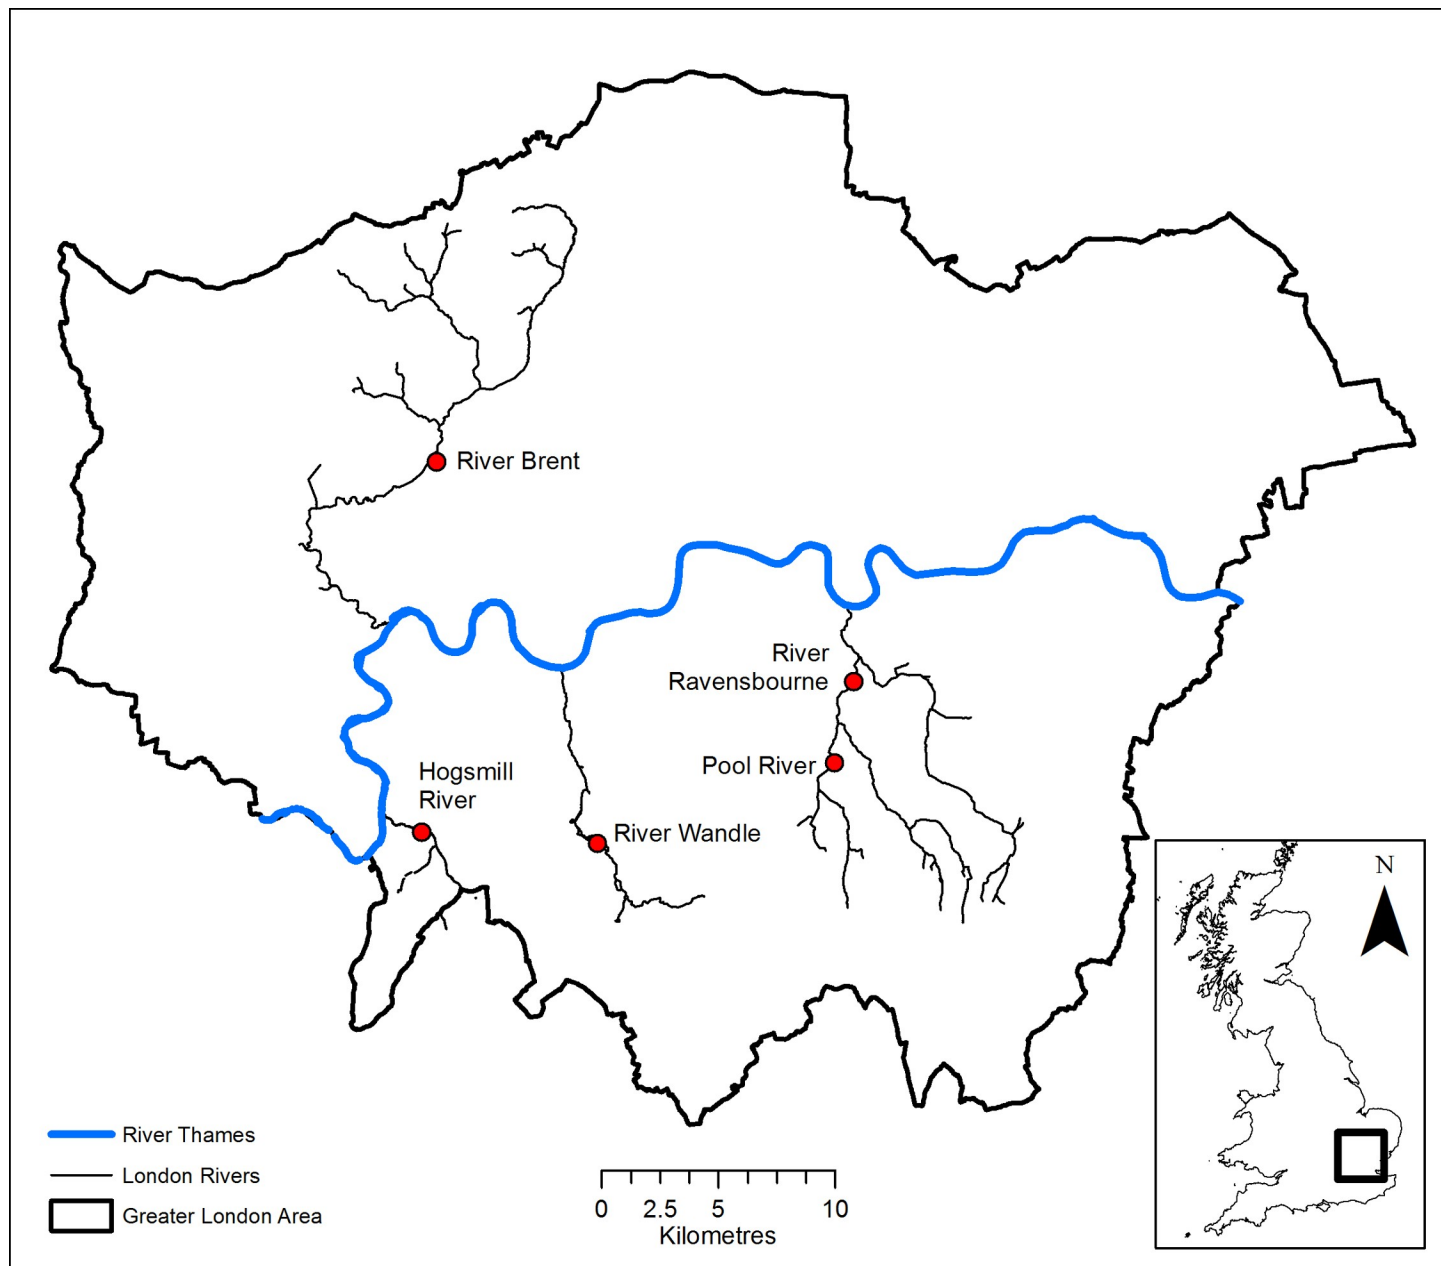 River Brent
River
Ravensbourne
Pool River
Hogsmill
River
River Wandle
N
River Thames
London Rivers
Greater London Area
0 2.5 5 10
Kilometres